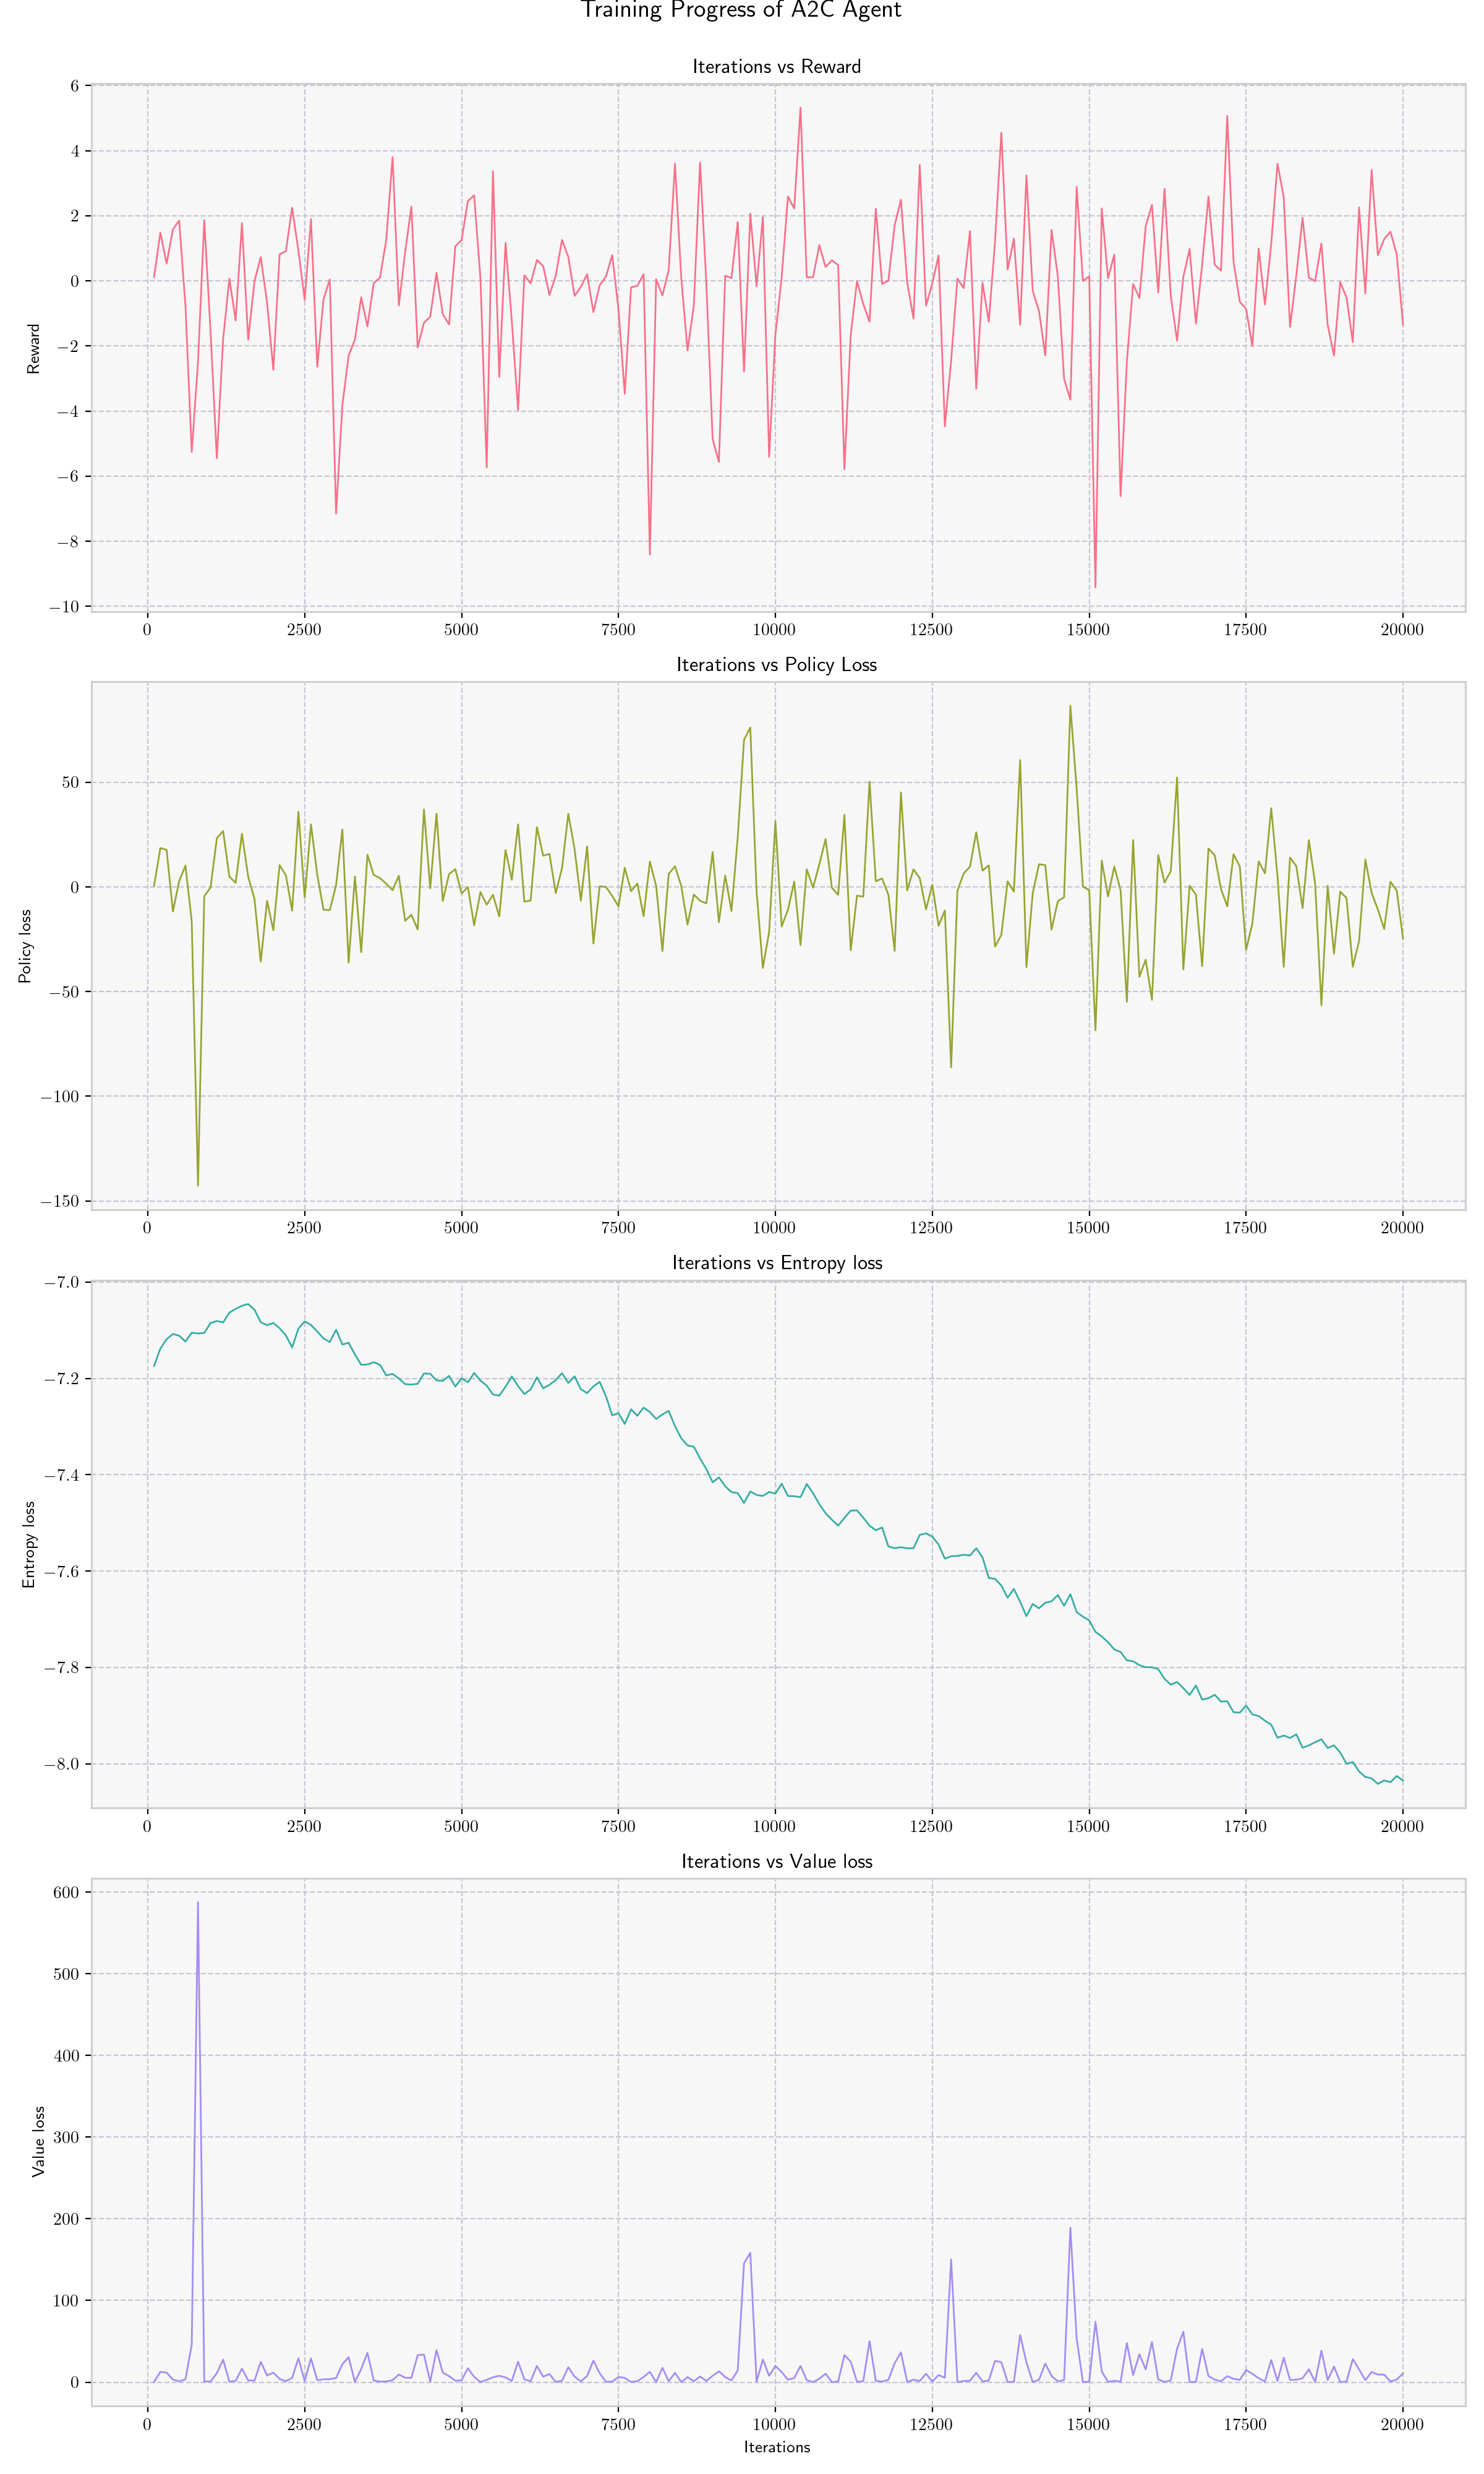 Training Progress of A2C Agent
Iterations vs Reward
6
4
2
0
−2
−4
−6
−8
−10
Reward
0 2500 5000 7500 10000 12500 15000 17500 20000
Iterations vs Policy Loss
50
0
−50
−100
−150
Policy loss
0 2500 5000 7500 10000 12500 15000 17500 20000
Iterations vs Entropy loss
−7.0
−7.2
−7.4
−7.6
−7.8
−8.0
Entropy loss
0 2500 5000 7500 10000 12500 15000 17500 20000
Iterations vs Value loss
600
500
400
300
200
100
0
Value loss
0 2500 5000 7500 10000 12500 15000 17500 20000
Iterations